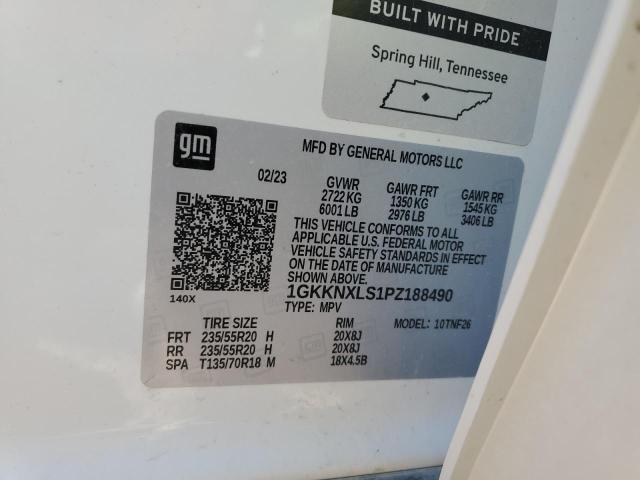 BUILT WITH PRIDE
Spring Hill, Tennessee
gm
MFD BY GENERAL MOTORS LLC
02/23 GVWR GAWR FRT GAWR RR
2722 KG 1350 KG 1545 KG
6001 LB 2976 LB 3406 LB
THIS VEHICLE CONFORMS TO ALL
APPLICABLE U.S. FEDERAL MOTOR
VEHICLE SAFETY STANDARDS IN EFFECT
ON THE DATE OF MANUFACTURE SHOWN ABOVE.
1GKKNXLS1PZ188490
140X
TYPE: MPV MODEL: 10TNF26
TIRE SIZE RIM
FRT 235/55R20 H 20X8J
RR 235/55R20 H 20X8J
SPA T135/70R18 M 18X4.5B